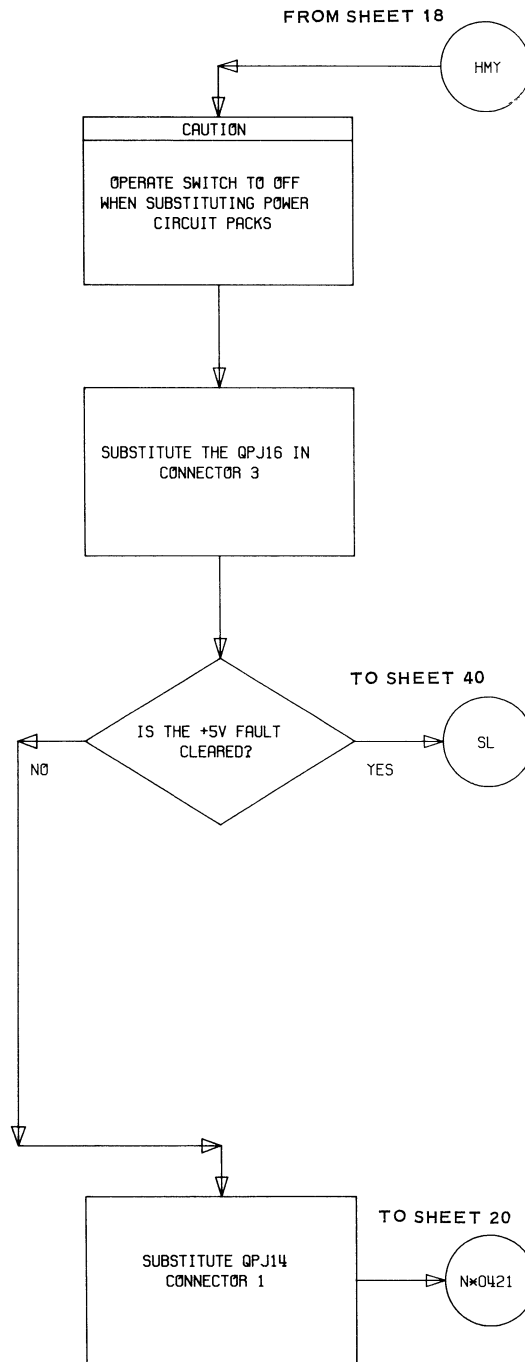 FROM SHEET 18
HMY
CAUTION
OPERATE SWITCH TO OFF
WHEN SUBSTITUTING POWER
CIRCUIT PACKS
SUBSTITUTE THE QPJ16 IN
CONNECTOR 3
TO SHEET 40
IS THE +5V FAULT
CLEARED?
SL
NO
YES
TO SHEET 20
SUBSTITUTE QPJ14
CONNECTOR 1
N*0421